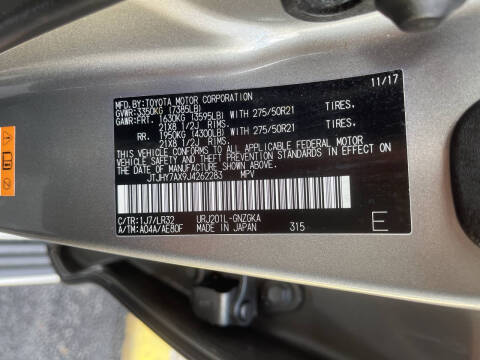 11/17
MFD.BY:TOYOTA MOTOR CORPORATION
GVWR:3350KG (7385LB)
GAWR:FRT. 1630KG (3595LB) WITH 275/50R21 TIRES,
21X8 1/2J RIMS.
RR. 1950KG (4300LB) WITH 275/50R21 TIRES,
21X8 1/2J RIMS.
THIS VEHICLE CONFORMS TO ALL APPLICABLE FEDERAL MOTOR
VEHICLE SAFETY AND THEFT PREVENTION STANDARDS IN EFFECT
ON THE DATE OF MANUFACTURE SHOWN ABOVE.
JTJHY7AX9J4262283 MPV
C/TR:1J7/LR32 URJ201L-GNZGKA
A/TM:A04A/AE80F MADE IN JAPAN 315 E